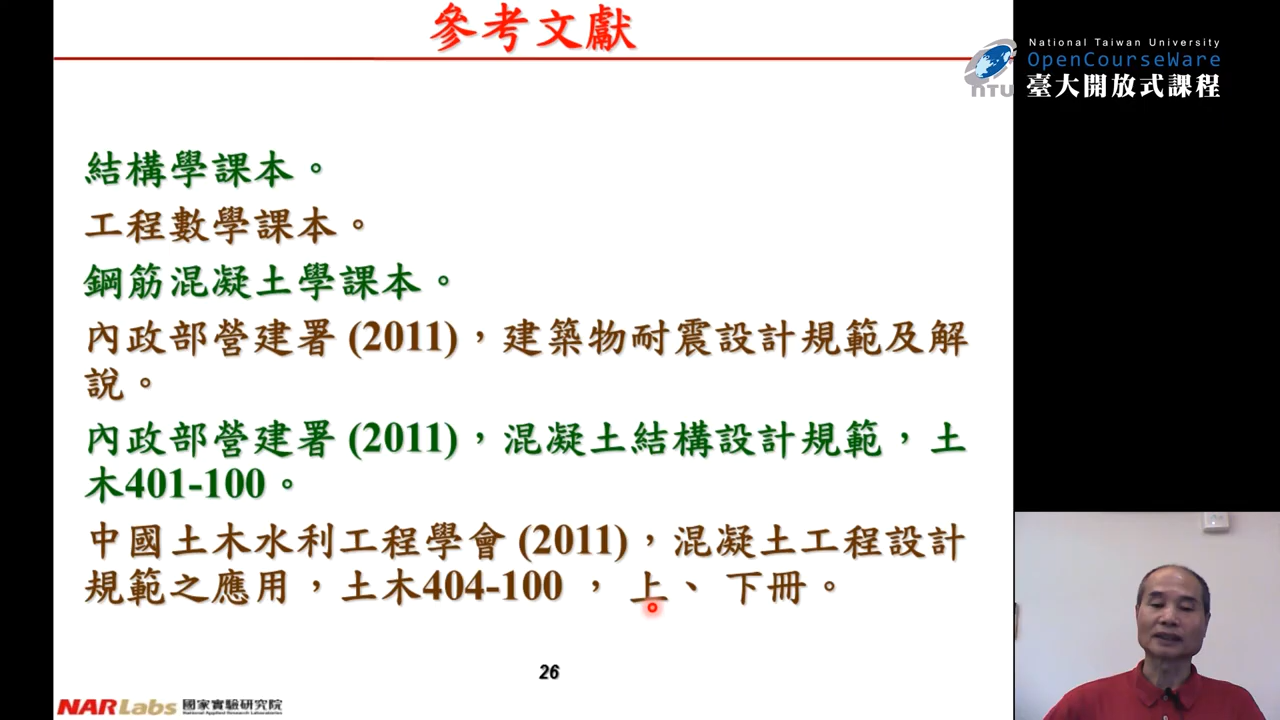 參考文獻
National Taiwan University
OpenCourseWare
臺大開放式課程
NTU
結構學課本。
工程數學課本。
鋼筋混凝土學課本。
內政部營建署 (2011)，建築物耐震設計規範及解
說。
內政部營建署 (2011)，混凝土結構設計規範，土
木401-100。
中國土木水利工程學會 (2011)，混凝土工程設計
規範之應用，土木404-100 ， 上、 下冊。
26
NARLabs 國家實驗研究院
National Applied Research Laboratories